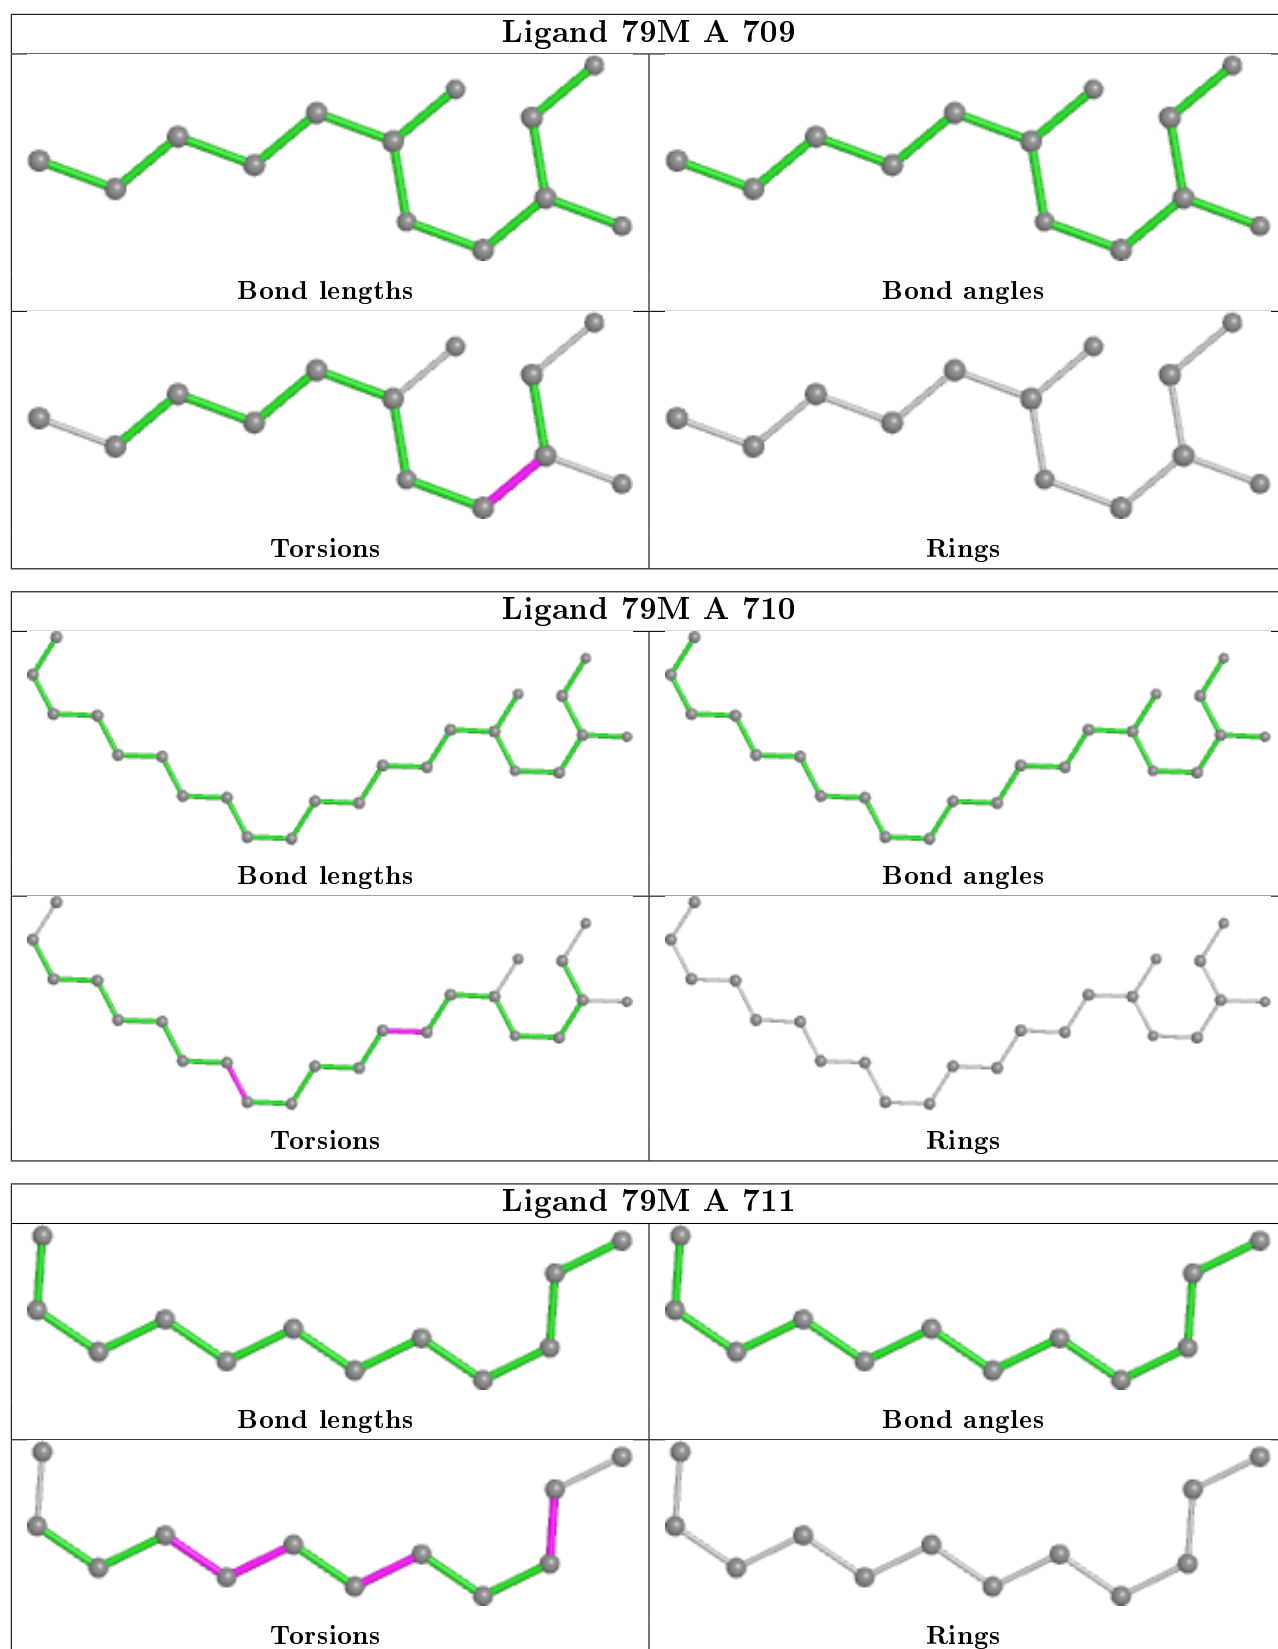 Ligand 79M A 709
Bond lengths
Bond angles
Torsions
Rings
Ligand 79M A 710
Bond lengths
Bond angles
Torsions
Rings
Ligand 79M A 711
Bond lengths
Bond angles
Torsions
Rings